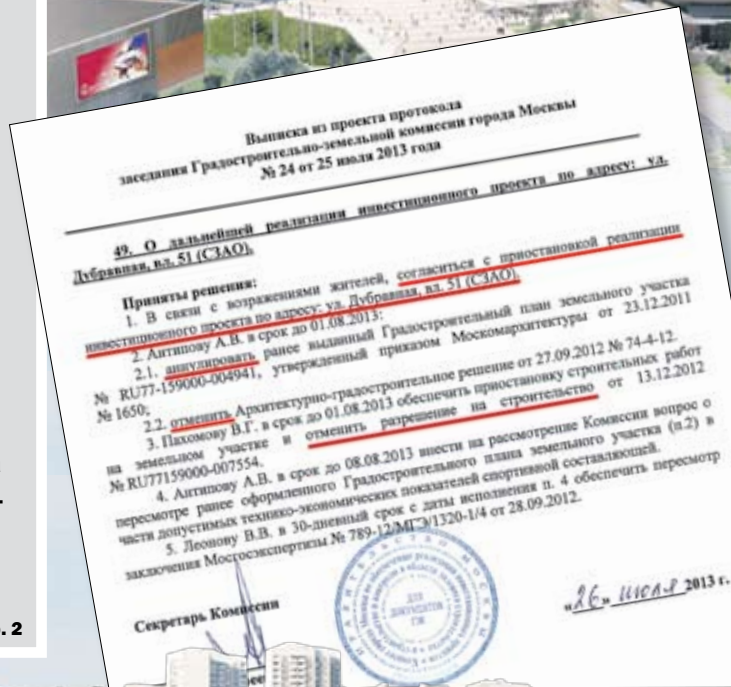 Выписка из проекта протокола
заседания Градостроительно-земельной комиссии города Москвы
№ 24 от 25 июля 2013 года
49. О дальнейшей реализации инвестиционного проекта по адресу: ул.
Дубравная, вл. 51 (СЗАО).
Приняты решения:
1. В связи с возражениями жителей, согласиться с приостановкой реализации
инвестиционного проекта по адресу: ул. Дубравная, вл. 51 (СЗАО).
2. Антипову А.В. в срок до 01.08.2013:
2.1. аннулировать ранее выданный Градостроительный план земельного участка
№ RU77-159000-004941, утвержденный приказом Москомархитектуры от 23.12.2011
№ 1650;
2.2. отменить Архитектурно-градостроительное решение от 27.09.2012 № 74-4-12.
3. Пахомову В.Г. в срок до 01.08.2013 обеспечить приостановку строительных работ
на земельном участке и отменить разрешение на строительство от 13.12.2012
№ RU77159000-007554.
4. Антипову А.В. в срок до 08.08.2013 внести на рассмотрение Комиссии вопрос о
пересмотре ранее оформленного Градостроительного плана земельного участка (п.2) в
части допустимых технико-экономических показателей спортивной составляющей.
5. Леонову В.В. в 30-дневный срок с даты исполнения п. 4 обеспечить пересмотр
заключения Мосгосэкспертизы № 789-12/МГЭ/1320-1/4 от 28.09.2012.
Секретарь Комиссии
ДЛЯ
ДОКУМЕНТОВ
«26» июля 2013 г.
. 2